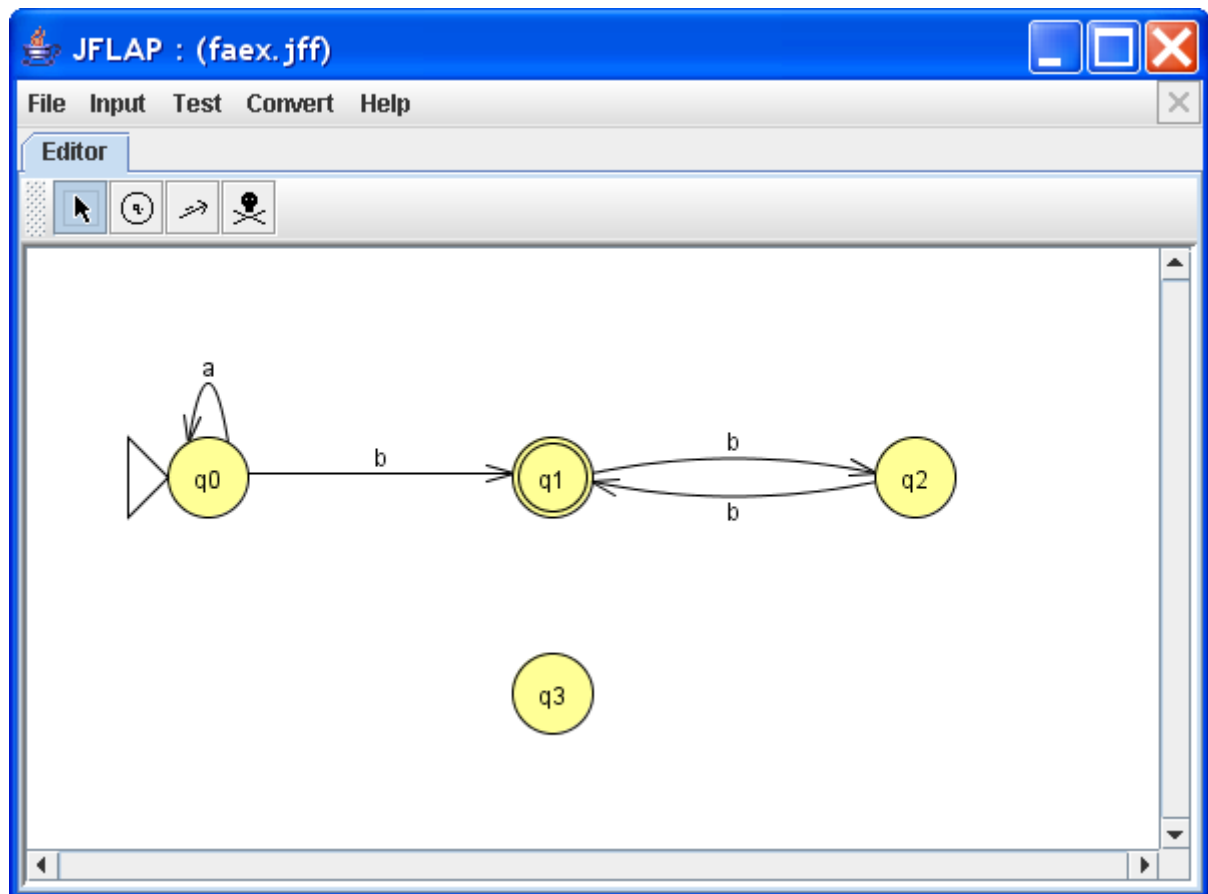 JFLAP : (faex.jff)
File Input Test Convert Help
Editor
q
a
b
b
q0
q1
q2
b
q3